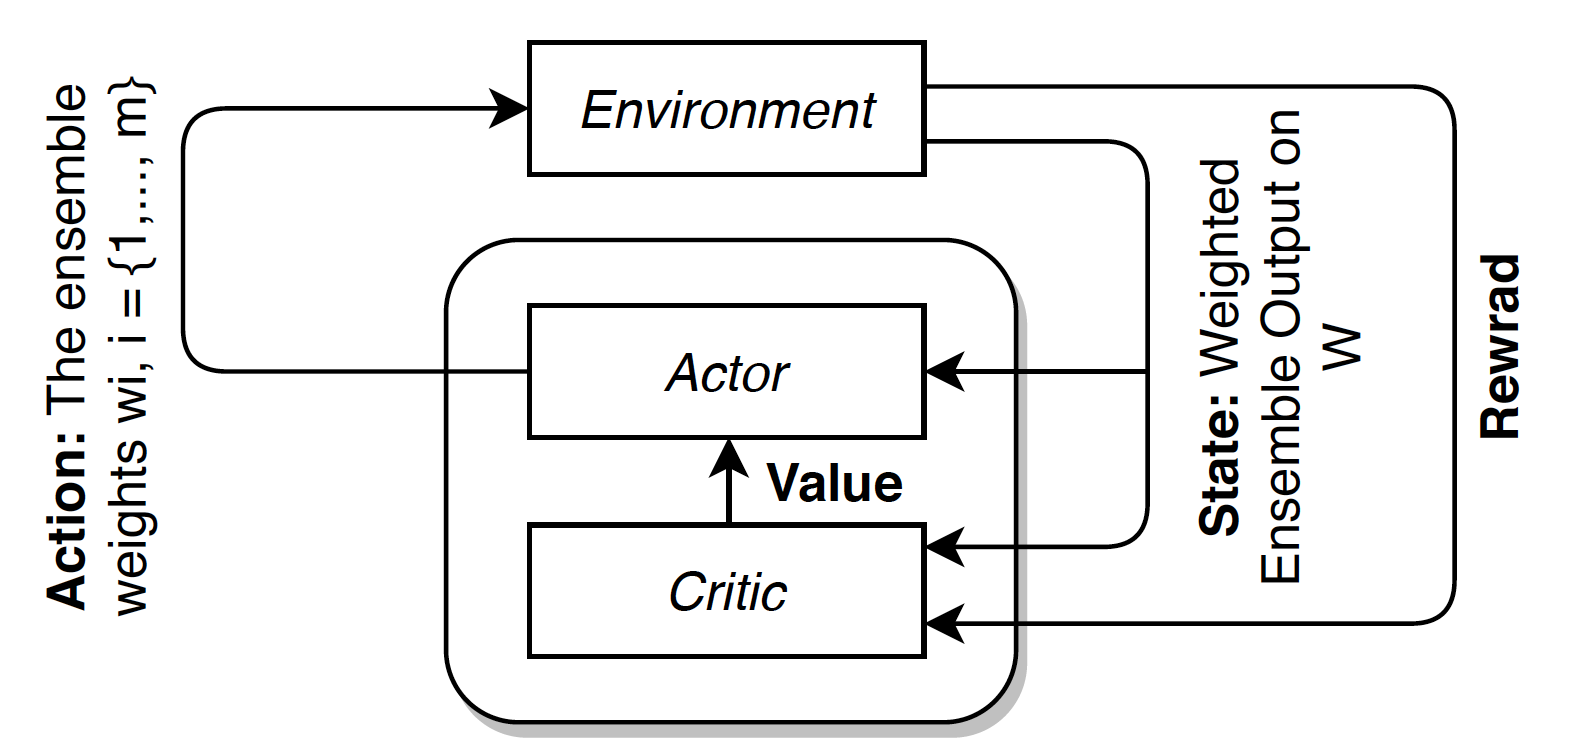 Action: The ensemble
weights wi, i = {1,..., m}
Environment
Actor
Value
Critic
State: Weighted
Ensemble Output on
W
Rewrad